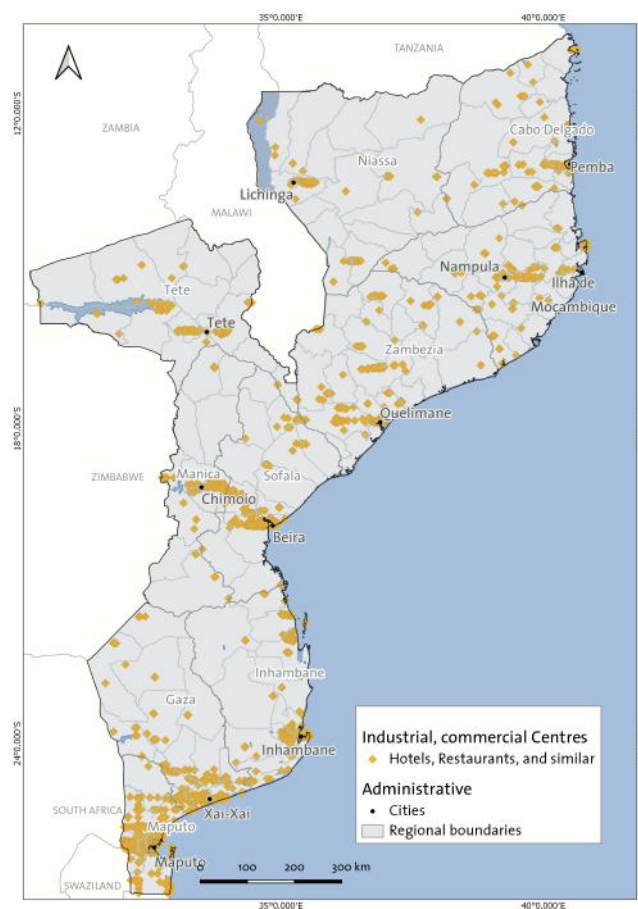 35°0.000'E 40°0.000'E
TANZANIA
12°0.000'S
ZAMBIA
Cabo Delgado
Niassa
Pemba
Lichinga
MALAWI
Nampula
Ilha de
Moçambique
Tete
Tete
Zambezia
18°0.000'S
Quelimane
ZIMBABWE
Manica
Sofala
Chimoio
Beira
Inhambane
Gaza
24°0.000'S
Inhambane
Industrial, commercial Centres
Hotels, Restaurants, and similar
Administrative
Cities
Regional boundaries
SOUTH AFRICA
Xai-Xai
Maputo
Maputo
SWAZILAND
0 100 200 300 km
35°0.000'E 40°0.000'E